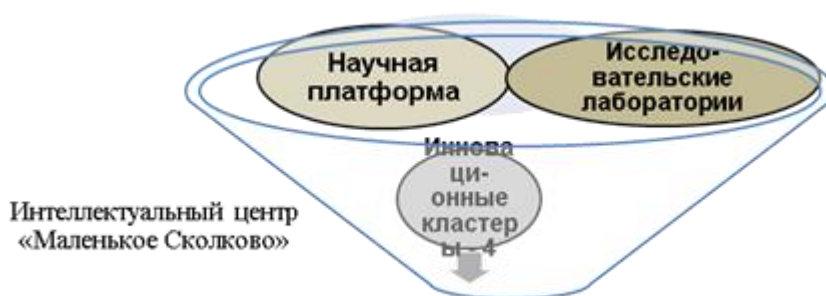 Научная
платформа
Исследо-
вательские
лаборатории
Иннова
ци-
онные
кластер
ы - 4
Интеллектуальный центр
«Маленькое Сколково»